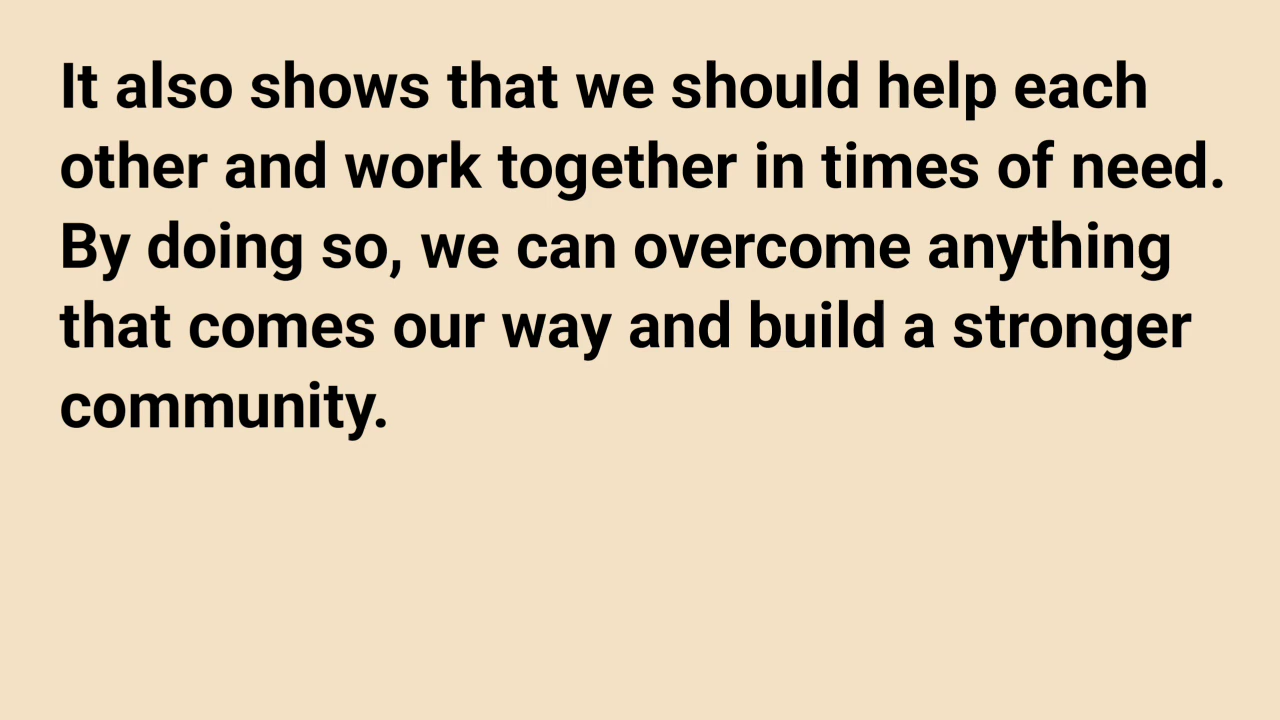 It also shows that we should help each
other and work together in times of need.
By doing so, we can overcome anything
that comes our way and build a stronger
community.